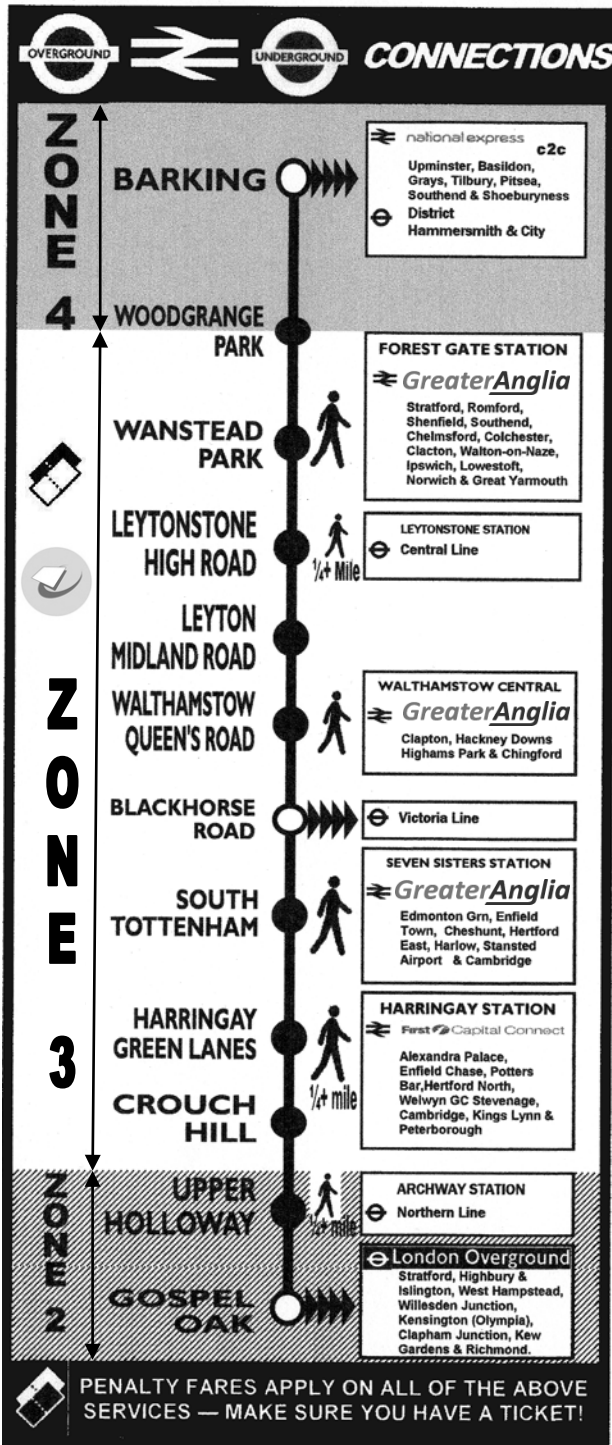 OVERGROUND UNDERGROUND CONNECTIONS
ZONE 4
BARKING
national express
c2c
Upminster, Basildon,
Grays, Tilbury, Pitsea,
Southend & Shoeburyness
District
Hammersmith & City
WOODGRANGE
PARK
ZONE 3
FOREST GATE STATION
GreaterAnglia
Stratford, Romford,
Shenfield, Southend,
Chelmsford, Colchester,
Clacton, Walton-on-Naze,
Ipswich, Lowestoft,
Norwich & Great Yarmouth
WANSTEAD
PARK
LEYTONSTONE
HIGH ROAD
¼+ Mile
LEYTONSTONE STATION
Central Line
LEYTON
MIDLAND ROAD
WALTHAMSTOW
QUEEN'S ROAD
WALTHAMSTOW CENTRAL
GreaterAnglia
Clapton, Hackney Downs
Highams Park & Chingford
BLACKHORSE
ROAD
Victoria Line
SOUTH
TOTTENHAM
SEVEN SISTERS STATION
GreaterAnglia
Edmonton Grn, Enfield
Town, Cheshunt, Hertford
East, Harlow, Stansted
Airport & Cambridge
HARRINGAY
GREEN LANES
¼+ mile
HARRINGAY STATION
First Capital Connect
Alexandra Palace,
Enfield Chase, Potters
Bar,Hertford North,
Welwyn GC Stevenage,
Cambridge, Kings Lynn &
Peterborough
CROUCH
HILL
ZONE 2
UPPER
HOLLOWAY
mile
ARCHWAY STATION
Northern Line
GOSPEL
OAK
London Overground
Stratford, Highbury &
Islington, West Hampstead,
Willesden Junction,
Kensington (Olympia),
Clapham Junction, Kew
Gardens & Richmond.
PENALTY FARES APPLY ON ALL OF THE ABOVE
SERVICES — MAKE SURE YOU HAVE A TICKET!